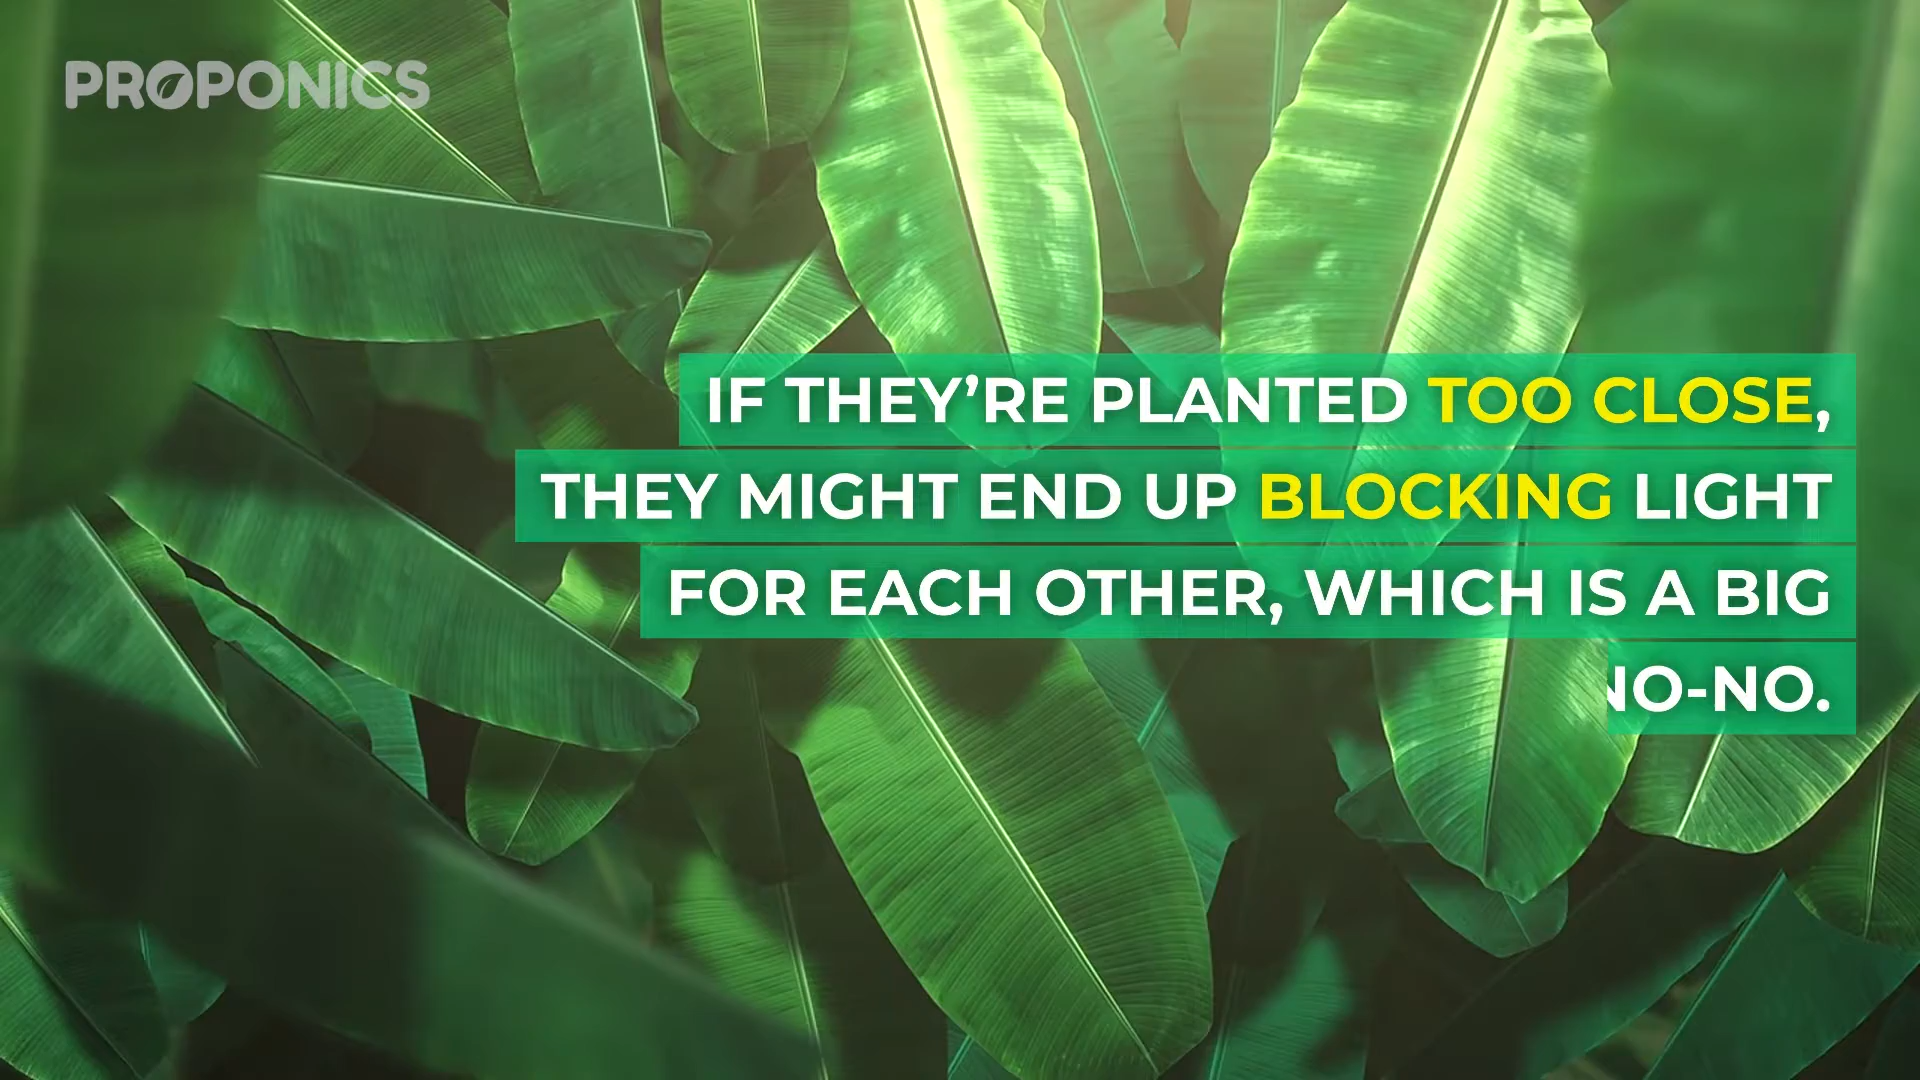 PROPONICS
IF THEY’RE PLANTED TOO CLOSE,
THEY MIGHT END UP BLOCKING LIGHT
FOR EACH OTHER, WHICH IS A BIG
NO-NO.